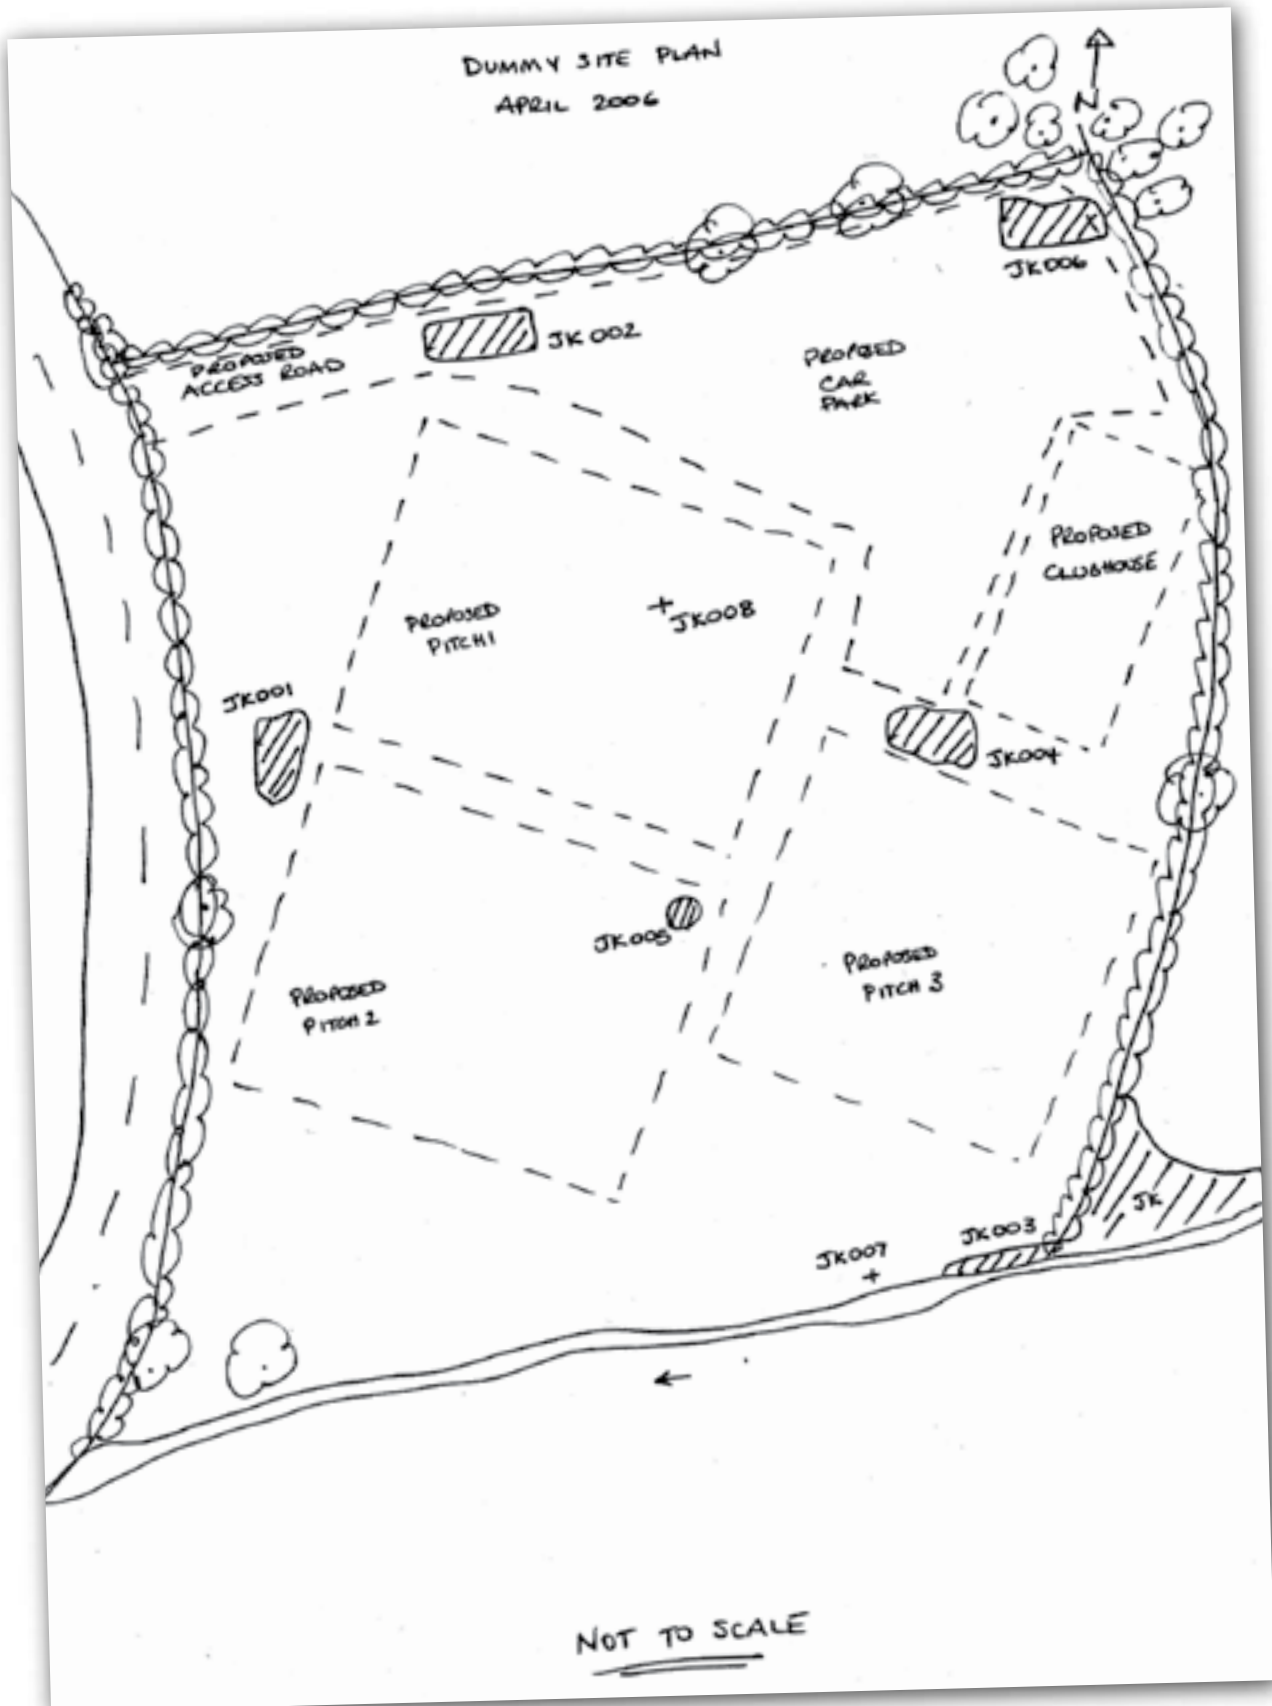 DUMMY SITE PLAN
APRIL 2006
N
JK006
JK002
PROPOSED
ACCESS ROAD
PROPOSED
CAR
PARK
PROPOSED
CLUBHOUSE
PROPOSED
PITCH 1
JK008
JK001
JK004
JK005
PROPOSED
PITCH 3
PROPOSED
PITCH 2
JK
JK003
JK007
NOT TO SCALE